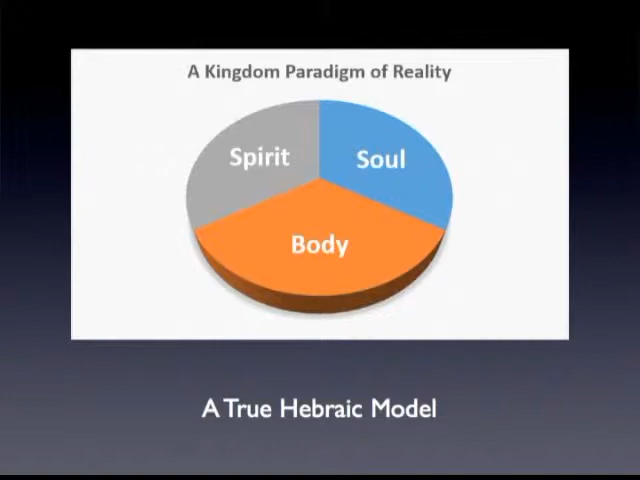 A Kingdom Paradigm of Reality
Spirit
Soul
Body
A True Hebraic Model